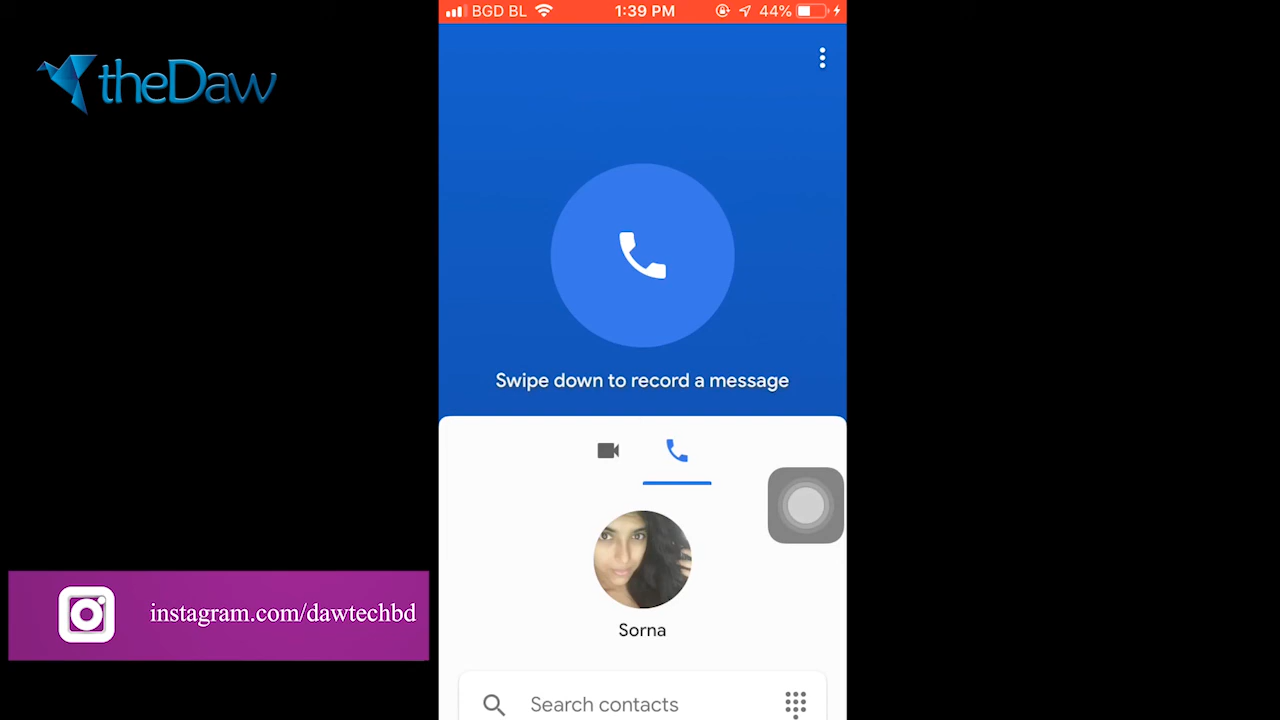 BGD BL
1:39 PM
44%
theDaw
Swipe down to record a message
Sorna
instagram.com/dawtechbd
Search contacts